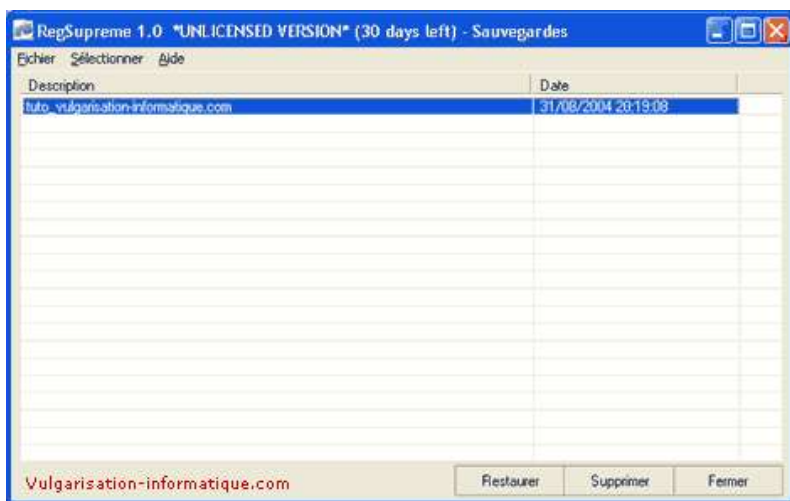 RegSupreme 1.0 *UNLICENSED VERSION* (30 days left) - Sauvegardes
Fichier Sélectionner Aide
Description Date
tuto_vulgarisation-informatique.com 31/08/2004 20:19:08
Vulgarisation-informatique.com Restaurer Supprimer Fermer